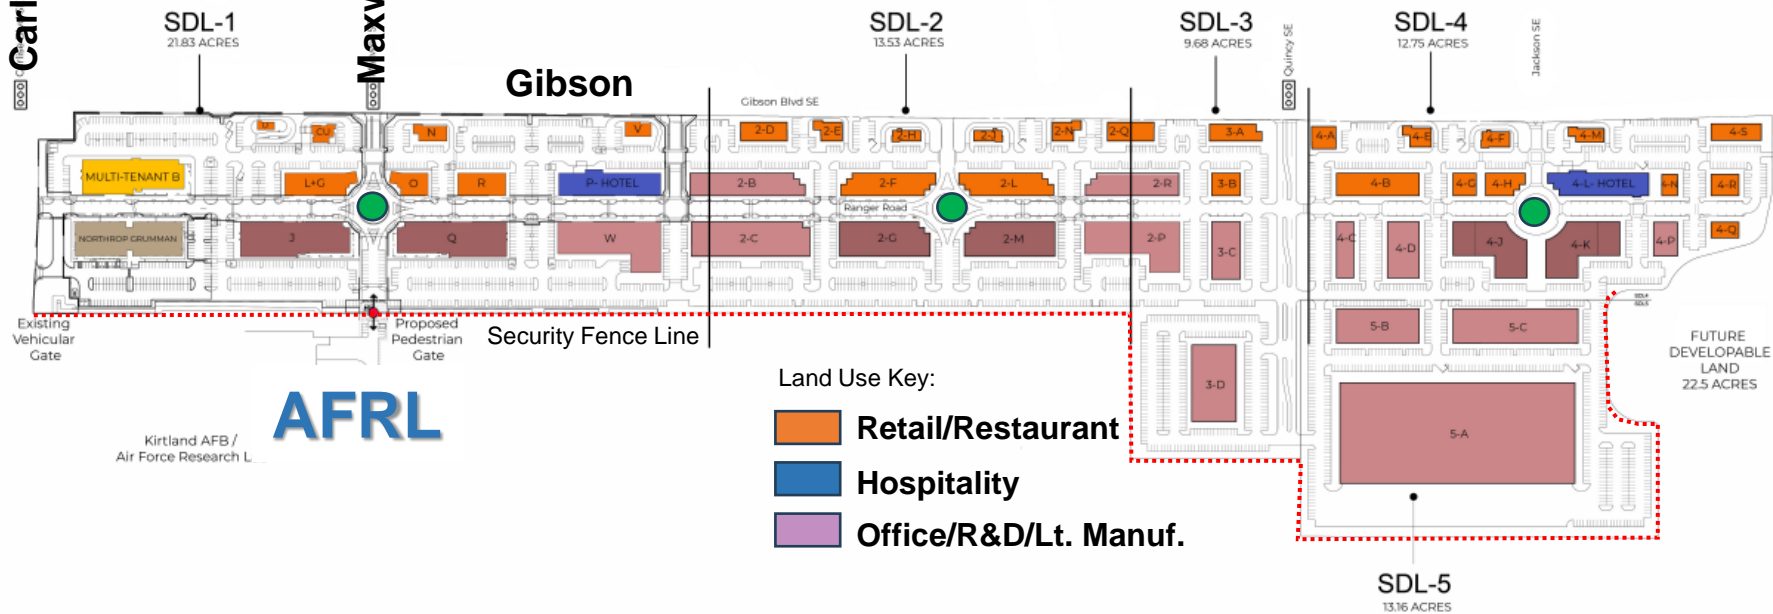 Carl
SDL-1
21.83 ACRES
Maxw
Gibson
SDL-2
13.53 ACRES
SDL-3
9.68 ACRES
Quincy SE
SDL-4
12.75 ACRES
Jackson SE
Gibson Blvd SE
CU
N
V
2-D
2-E
2-H
2-J
2-N
2-Q
3-A
4-A
4-E
4-F
4-M
4-S
MULTI-TENANT B
L+G
O
R
P- HOTEL
2-B
2-F
2-L
2-R
3-B
4-B
4-G
4-H
4-L- HOTEL
4-N
4-R
Ranger Road
NORTHROP GRUMMAN
J
Q
W
2-C
2-G
2-M
2-P
3-C
4-C
4-D
4-J
4-K
4-P
4-Q
SDL4
SDL5
Existing
Vehicular
Gate
Proposed
Pedestrian
Gate
Security Fence Line
5-B
5-C
FUTURE
DEVELOPABLE
LAND
22.5 ACRES
3-D
5-A
AFRL
Kirtland AFB /
Air Force Research L
Land Use Key:
Retail/Restaurant
Hospitality
Office/R&D/Lt. Manuf.
SDL-5
13.16 ACRES